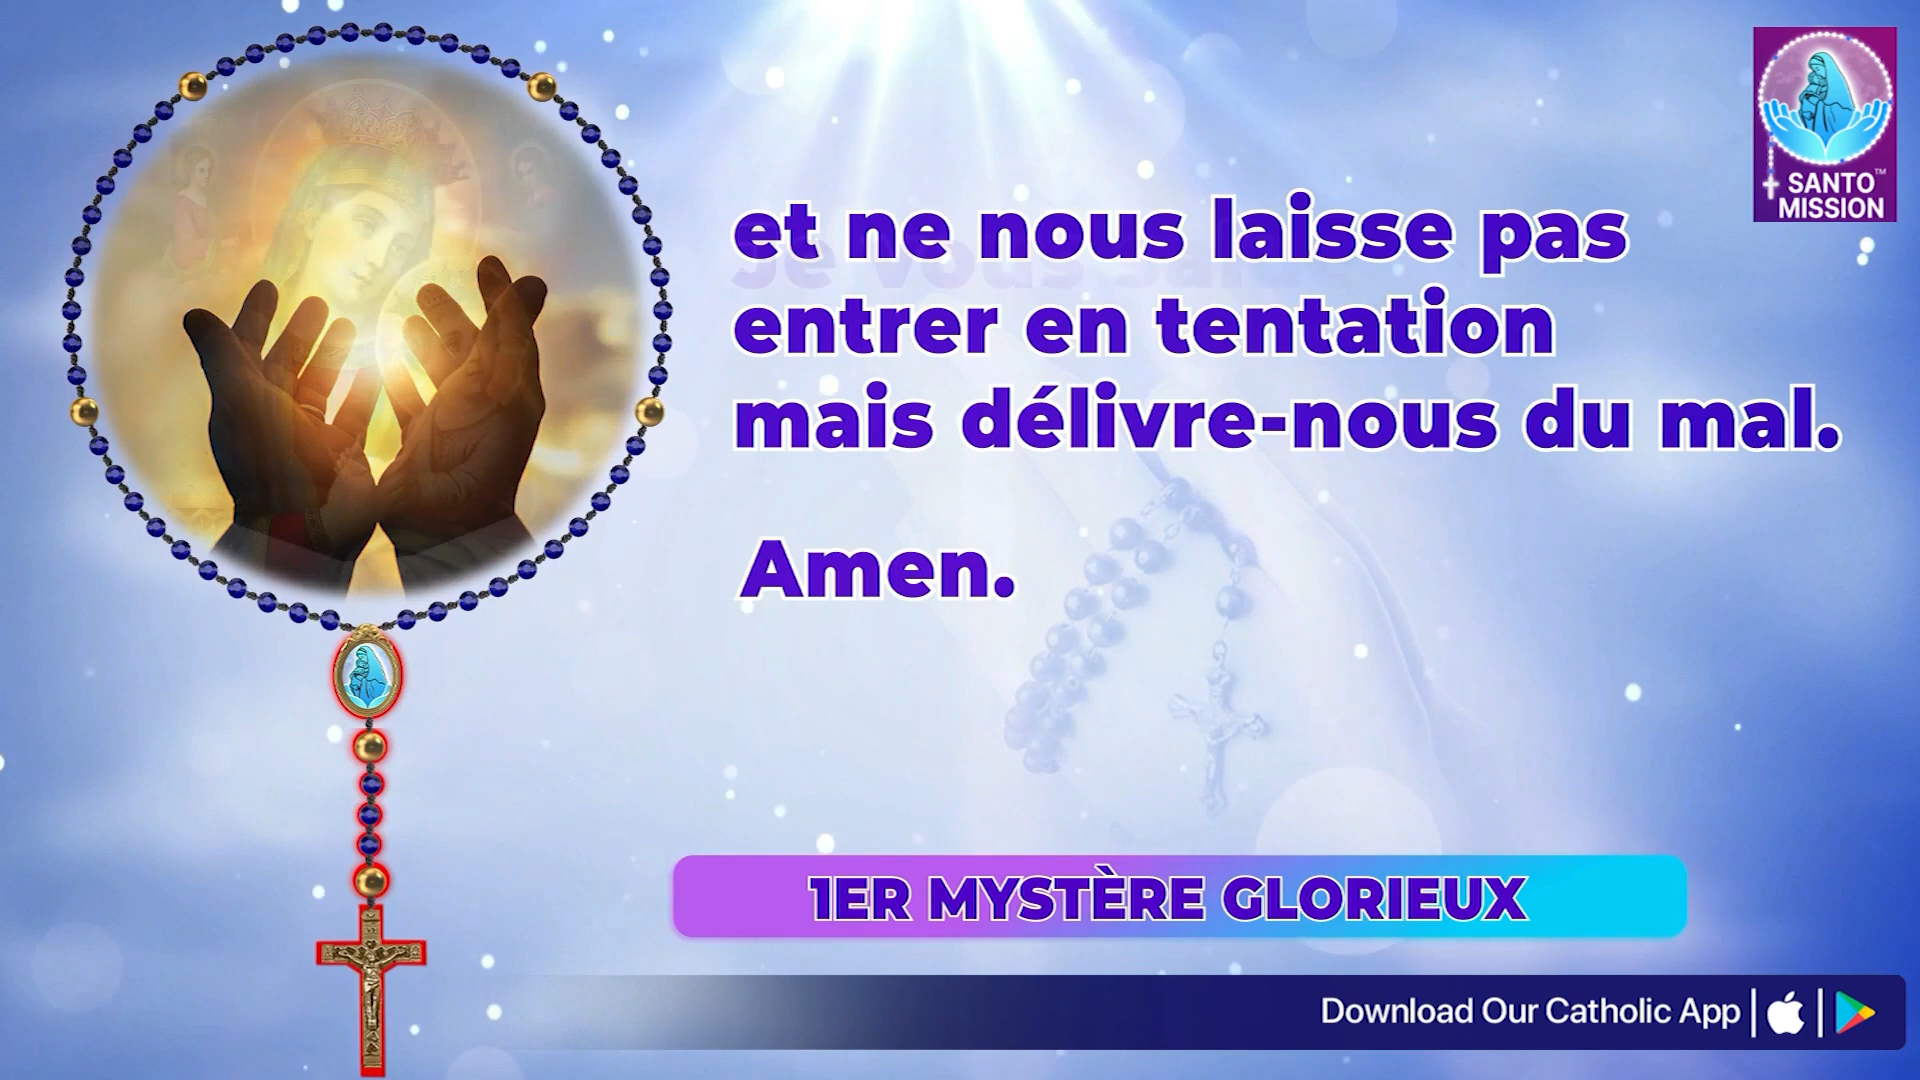 et ne nous laisse pas
entrer en tentation
mais délivre-nous du mal.
Amen.
SANTO™
MISSION
1ER MYSTÈRE GLORIEUX
Download Our Catholic App